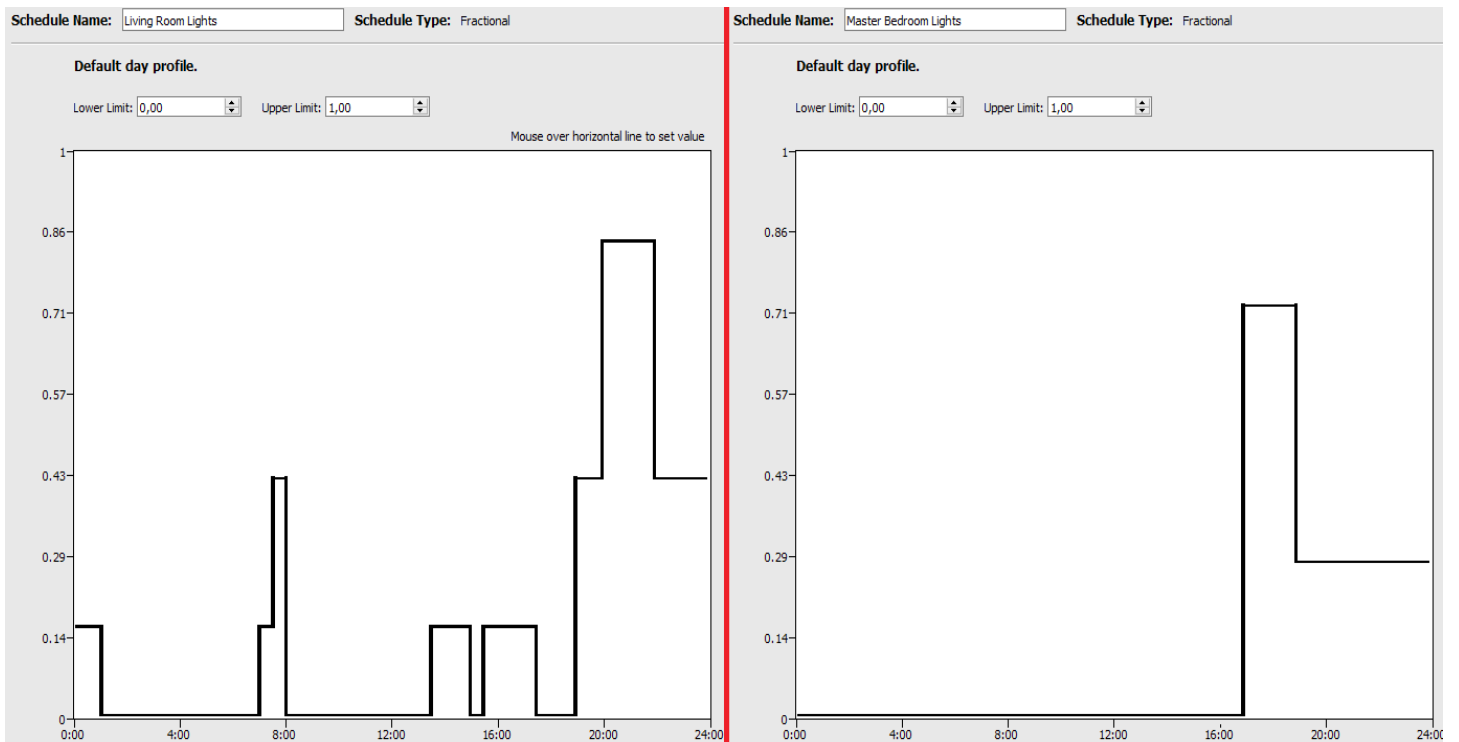 Schedule Name: Living Room Lights Schedule Type: Fractional
Default day profile.
Lower Limit: 0,00 Upper Limit: 1,00
Mouse over horizontal line to set value
1
0.86
0.71
0.57
0.43
0.29
0.14
0
0:00 4:00 8:00 12:00 16:00 20:00 24:00
Schedule Name: Master Bedroom Lights Schedule Type: Fractional
Default day profile.
Lower Limit: 0,00 Upper Limit: 1,00
1
0.86
0.71
0.57
0.43
0.29
0.14
0
0:00 4:00 8:00 12:00 16:00 20:00 24:00